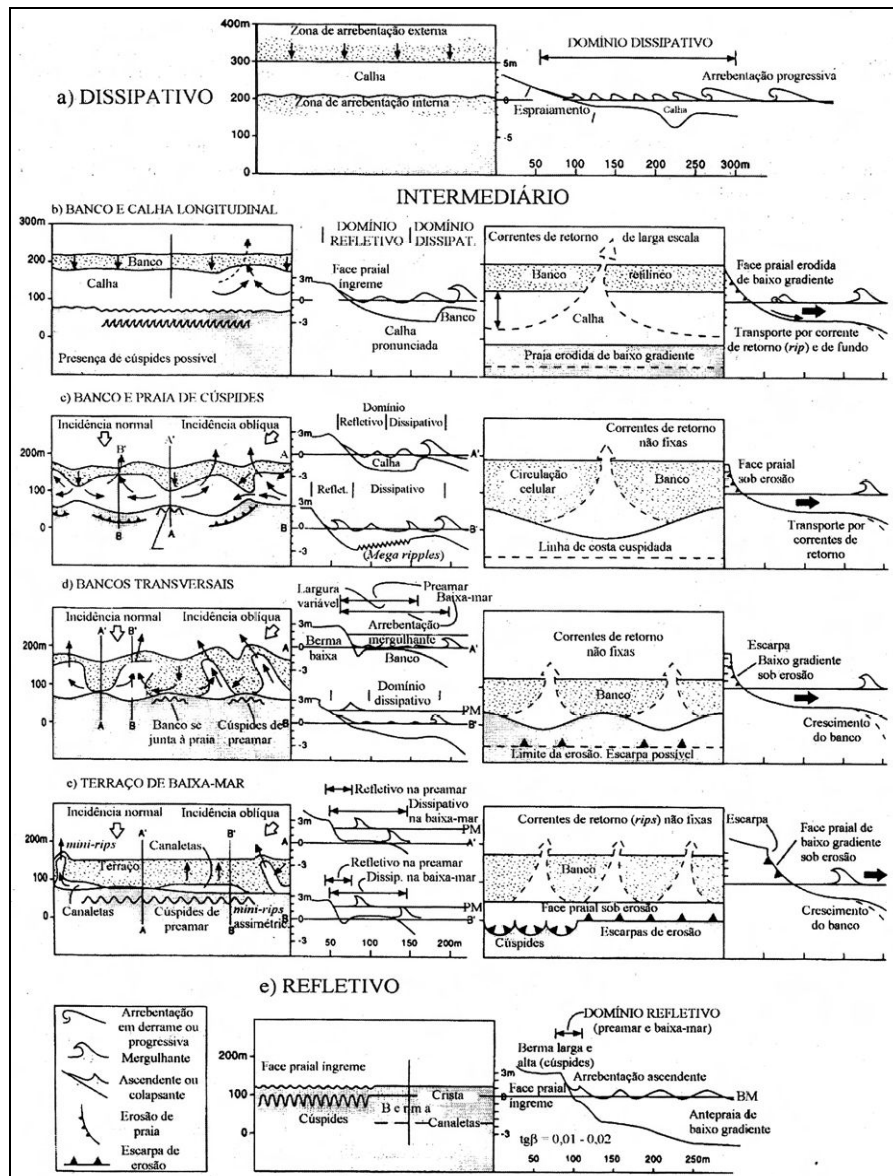 a) DISSIPATIVO
400m
300
200
100
0
Zona de arrebentação externa
Calha
Zona de arrebentação interna
5m
0
-5
DOMÍNIO DISSIPATIVO
Arrebentação progressiva
Espraiamento
Calha
50 100 150 200 250 300m
INTERMEDIÁRIO
b) BANCO E CALHA LONGITUDINAL
300m
200
100
0
Banco
Calha
Presença de cúspides possível
3m
0
-3
DOMÍNIO REFLETIVO
DOMÍNIO DISSIPAT.
Face praial íngreme
Calha pronunciada
Banco
Correntes de retorno de larga escala
Banco retilíneo
Calha
Praia erodida de baixo gradiente
Face praial erodida
de baixo gradiente
Transporte por corrente
de retorno (rip) e de fundo
c) BANCO E PRAIA DE CÚSPIDES
Incidência normal
Incidência oblíqua
200m
100
0
B'
A'
A
B
B
A
3m
0
-3
Domínio
Refletivo Dissipativo
Calha
A'
3m
0
-3
Reflet. Dissipativo
(Mega ripples)
B'
Correntes de retorno
não fixas
Circulação
celular
Banco
Linha de costa cuspidada
Face praial
sob erosão
Transporte por
correntes de
retorno
d) BANCOS TRANSVERSAIS
Incidência normal
Incidência oblíqua
200m
100
0
A'
B'
A
B
A
B
Banco se
junta à praia
Cúspides de
preamar
Largura
variável
Preamar
Baixa-mar
3m
0
-3
Arrebentação
mergulhante
Berma
baixa
Banco
A'
3m
0
-3
Domínio
dissipativo
PM
B'
Correntes de retorno
não fixas
Banco
Limite da erosão. Escarpa possível
Escarpa
Baixo gradiente
sob erosão
Crescimento
do banco
e) TERRAÇO DE BAIXA-MAR
Incidência normal
Incidência oblíqua
200m
100
0
A'
B'
A
B
mini-rips
Canaletas
Terraço
Canaletas
Cúspides de
preamar
A
B
mini-rips
assimétric
Refletivo na preamar
Dissipativo
na baixa-mar
3m
0
-3
PM
A'
Refletivo na preamar
Dissip. na baixa-mar
3m
0
-3
PM
B'
50 100 150 200m
Correntes de retorno (rips) não fixas
Banco
Face praial sob erosão
Cúspides
Escarpas de erosão
Escarpa
Face praial de
baixo gradiente
sob erosão
Crescimento
do banco
e) REFLETIVO
Arrebentação
em derrame ou
progressiva
Mergulhante
Ascendente ou
colapsante
Erosão de
praia
Escarpa de
erosão
200m
100
0
Face praial íngreme
Cúspides
Berma
Crista
Canaletas
DOMÍNIO REFLETIVO
(preamar e baixa-mar)
Berma larga e
alta (cúspides)
3m
0
-3
Arrebentação ascendente
Face praial
íngreme
BM
Antepraia de
baixo gradiente
tgβ = 0,01 - 0,02
50 100 150 200 250m